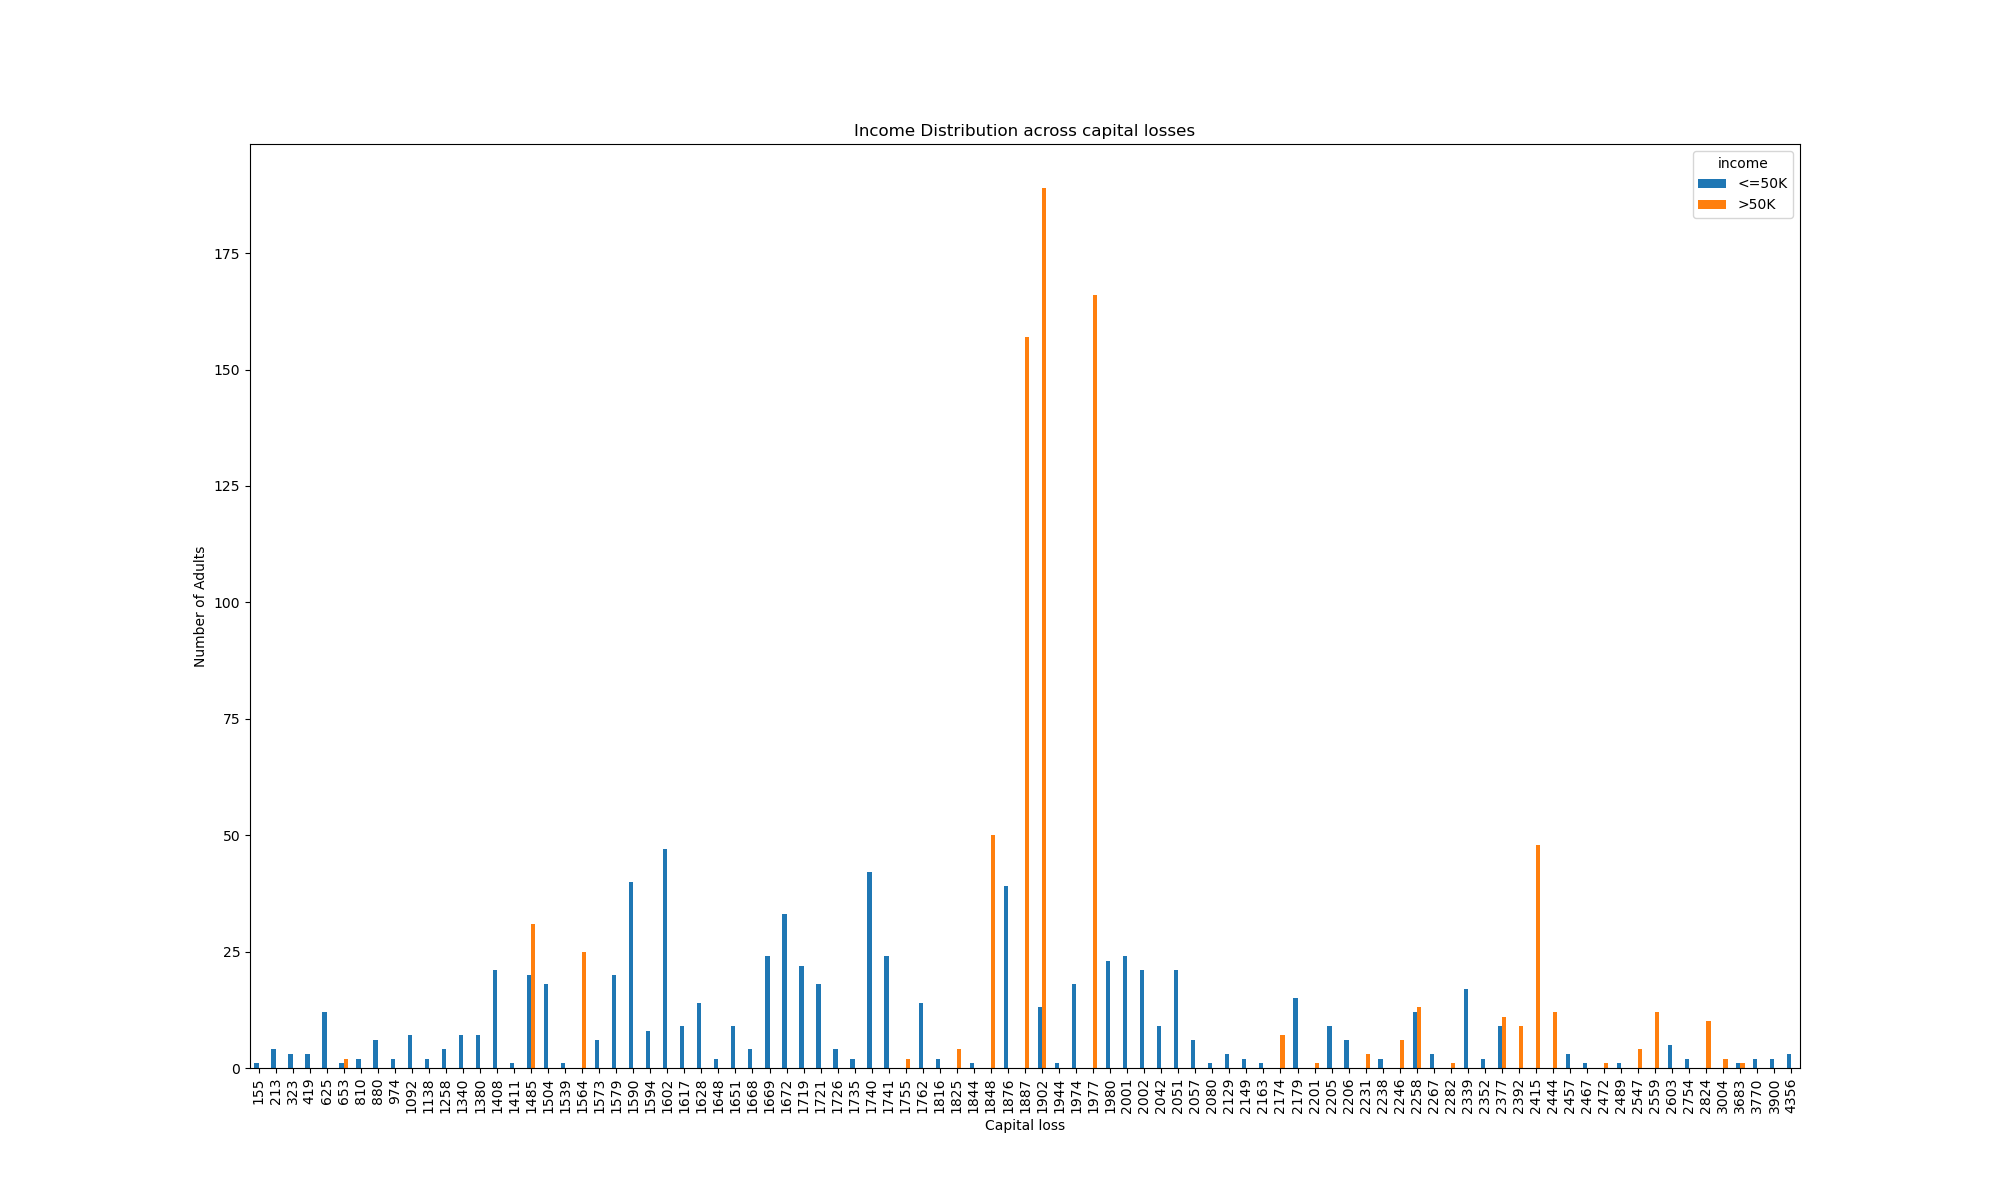 Income Distribution across capital losses
income
<=50K
>50K
175
150
125
100
75
50
25
0
Number of Adults
155 213 323 419 625 653 810 880 974 1092 1138 1258 1340 1380 1408 1411 1485 1504 1539 1564 1573 1579 1590 1594 1602 1617 1628 1648 1651 1668 1669 1672 1719 1721 1726 1735 1740 1741 1755 1762 1816 1825 1844 1848 1876 1887 1902 1944 1974 1977 1980 2001 2002 2042 2051 2057 2080 2129 2149 2163 2174 2179 2201 2205 2206 2231 2238 2246 2258 2267 2282 2339 2352 2377 2392 2415 2444 2457 2467 2472 2489 2547 2559 2603 2754 2824 3004 3683 3770 3900 4356
Capital loss